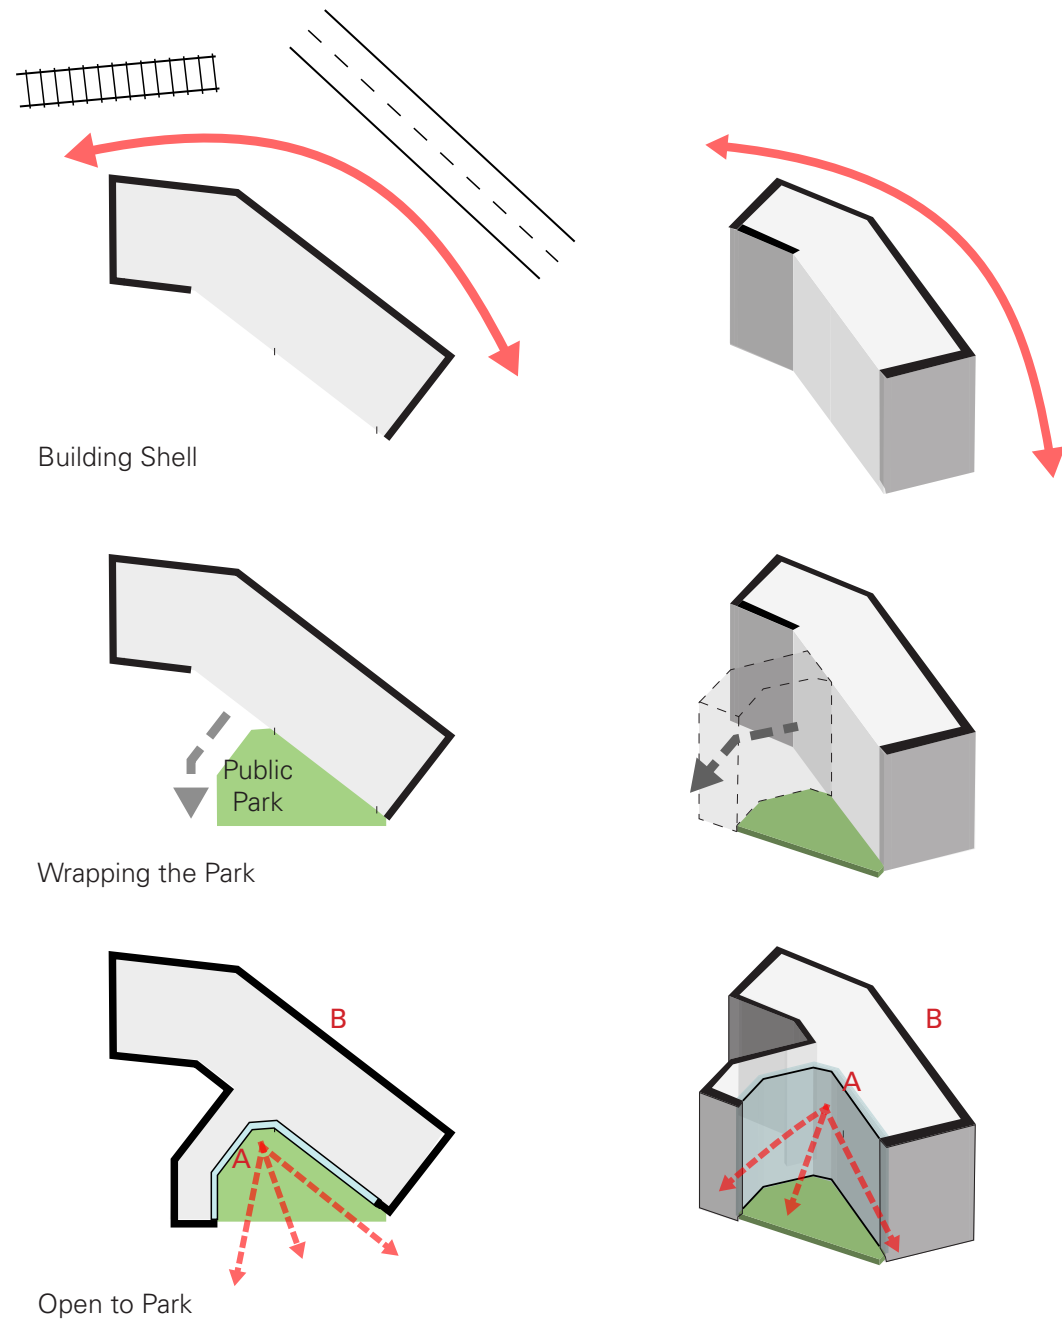 Building Shell
Public
Park
Wrapping the Park
B
A
B
A
Open to Park